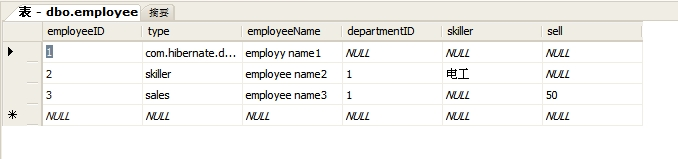 表 - dbo.employee 摘要
employeeID type employeeName departmentID skiller sell
1 com.hibernate.d... employy name1 NULL NULL NULL
2 skiller employee name2 1 电工 NULL
3 sales employee name3 1 NULL 50
NULL NULL NULL NULL NULL NULL